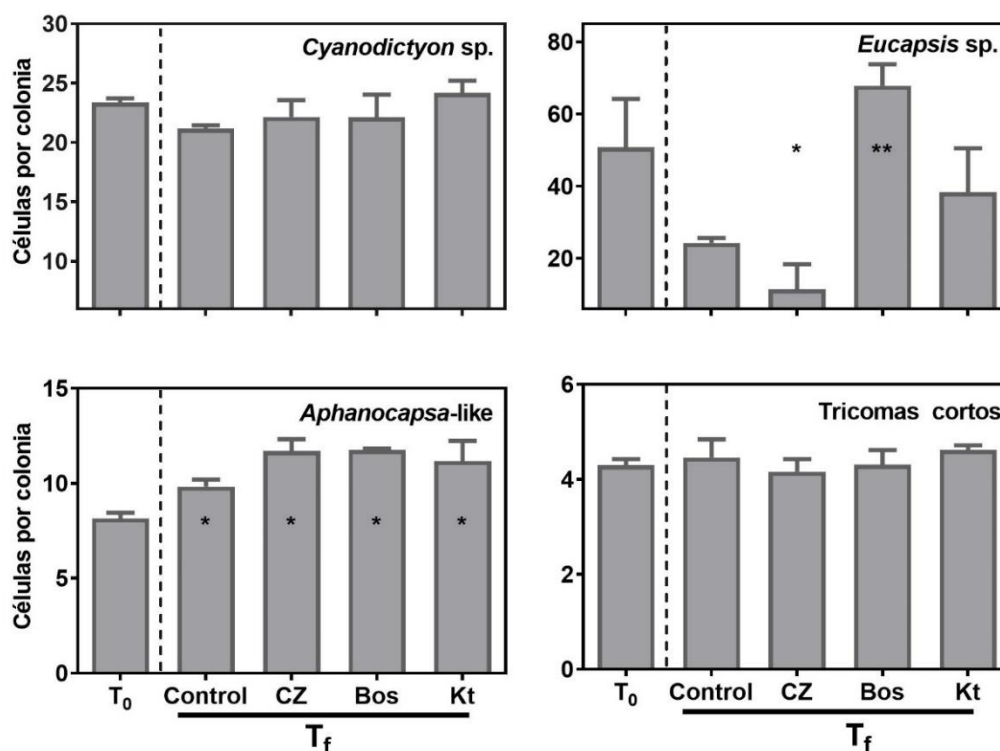 Células por colonia
30
25
20
15
10
Cyanodictyon sp.
80
60
40
20
Eucapsis sp.
*
**
Células por colonia
15
10
5
0
Aphanocapsa-like
* * * *
T0 Control CZ Bos Kt
Tf
6
4
2
0
Tricomas cortos
T0 Control CZ Bos Kt
Tf